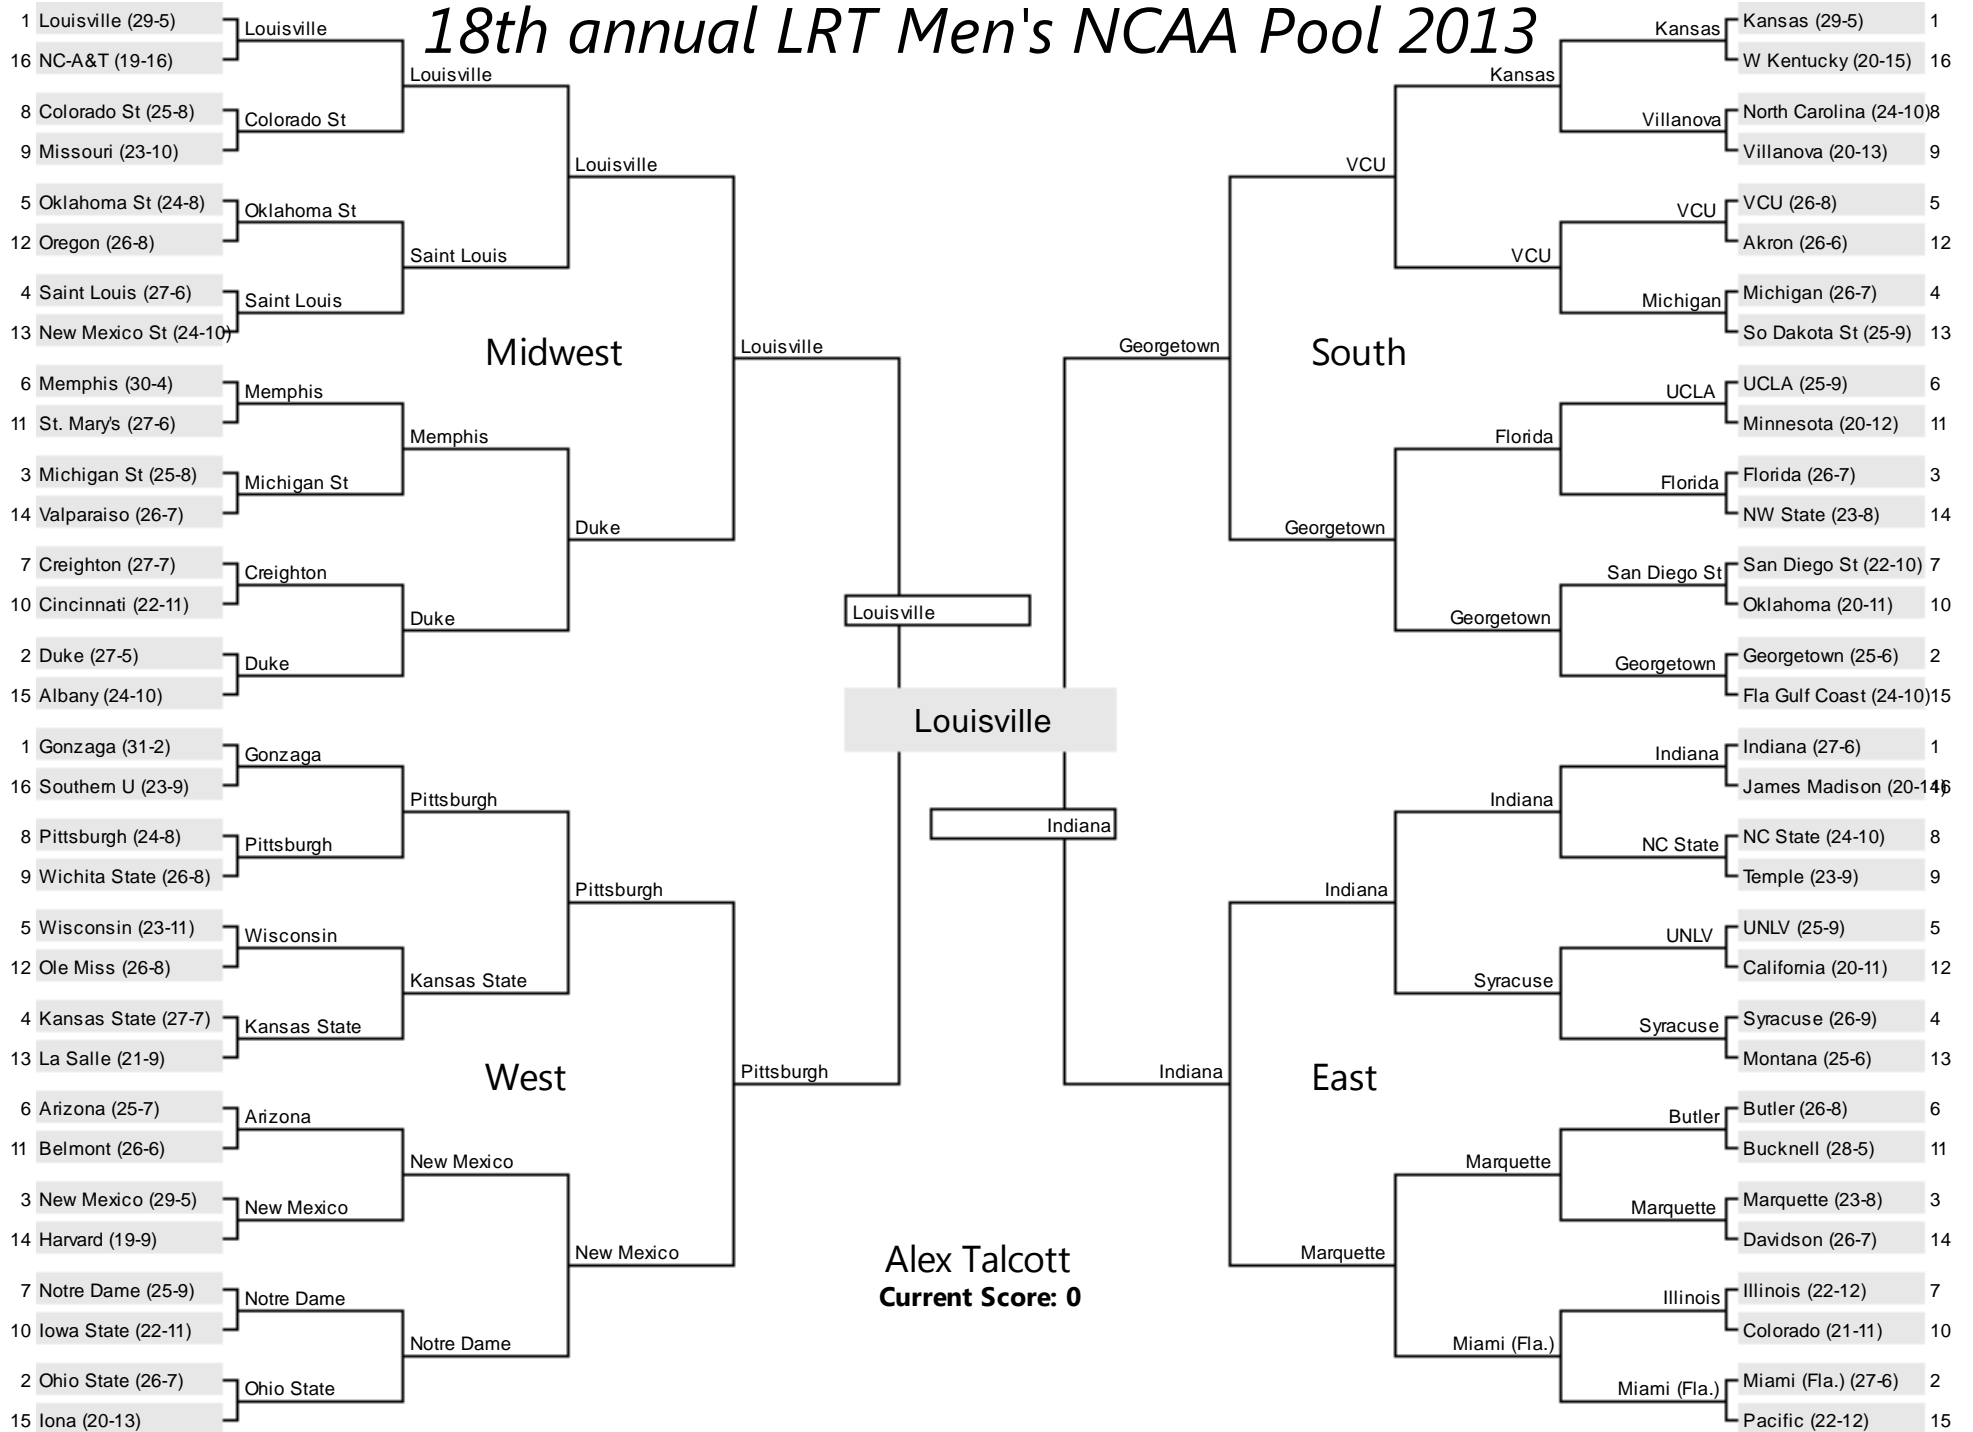 18th annual LRT Men's NCAA Pool 2013
1 Louisville (29-5)
16 NC-A&T (19-16)
8 Colorado St (25-8)
9 Missouri (23-10)
5 Oklahoma St (24-8)
12 Oregon (26-8)
4 Saint Louis (27-6)
13 New Mexico St (24-10)
6 Memphis (30-4)
11 St. Mary's (27-6)
3 Michigan St (25-8)
14 Valparaiso (26-7)
7 Creighton (27-7)
10 Cincinnati (22-11)
2 Duke (27-5)
15 Albany (24-10)
Louisville
Colorado St
Oklahoma St
Saint Louis
Memphis
Michigan St
Creighton
Duke
Louisville
Saint Louis
Memphis
Duke
Louisville
Duke
Midwest
Louisville
1 Gonzaga (31-2)
16 Southern U (23-9)
8 Pittsburgh (24-8)
9 Wichita State (26-8)
5 Wisconsin (23-11)
12 Ole Miss (26-8)
4 Kansas State (27-7)
13 La Salle (21-9)
6 Arizona (25-7)
11 Belmont (26-6)
3 New Mexico (29-5)
14 Harvard (19-9)
7 Notre Dame (25-9)
10 Iowa State (22-11)
2 Ohio State (26-7)
15 Iona (20-13)
Gonzaga
Pittsburgh
Wisconsin
Kansas State
Arizona
New Mexico
Notre Dame
Ohio State
Pittsburgh
Kansas State
New Mexico
Notre Dame
Pittsburgh
New Mexico
West
Pittsburgh
Louisville
Louisville
Indiana
Alex Talcott
Current Score: 0
Kansas (29-5) 1
W Kentucky (20-15) 16
North Carolina (24-10) 8
Villanova (20-13) 9
VCU (26-8) 5
Akron (26-6) 12
Michigan (26-7) 4
So Dakota St (25-9) 13
UCLA (25-9) 6
Minnesota (20-12) 11
Florida (26-7) 3
NW State (23-8) 14
San Diego St (22-10) 7
Oklahoma (20-11) 10
Georgetown (25-6) 2
Fla Gulf Coast (24-10) 15
Kansas
Villanova
VCU
Michigan
UCLA
Florida
San Diego St
Georgetown
Kansas
VCU
Florida
Georgetown
VCU
Georgetown
South
Georgetown
Indiana (27-6) 1
James Madison (20-14) 16
NC State (24-10) 8
Temple (23-9) 9
UNLV (25-9) 5
California (20-11) 12
Syracuse (26-9) 4
Montana (25-6) 13
Butler (26-8) 6
Bucknell (28-5) 11
Marquette (23-8) 3
Davidson (26-7) 14
Illinois (22-12) 7
Colorado (21-11) 10
Miami (Fla.) (27-6) 2
Pacific (22-12) 15
Indiana
NC State
UNLV
Syracuse
Butler
Marquette
Illinois
Miami (Fla.)
Indiana
Syracuse
Marquette
Miami (Fla.)
Indiana
Marquette
East
Indiana